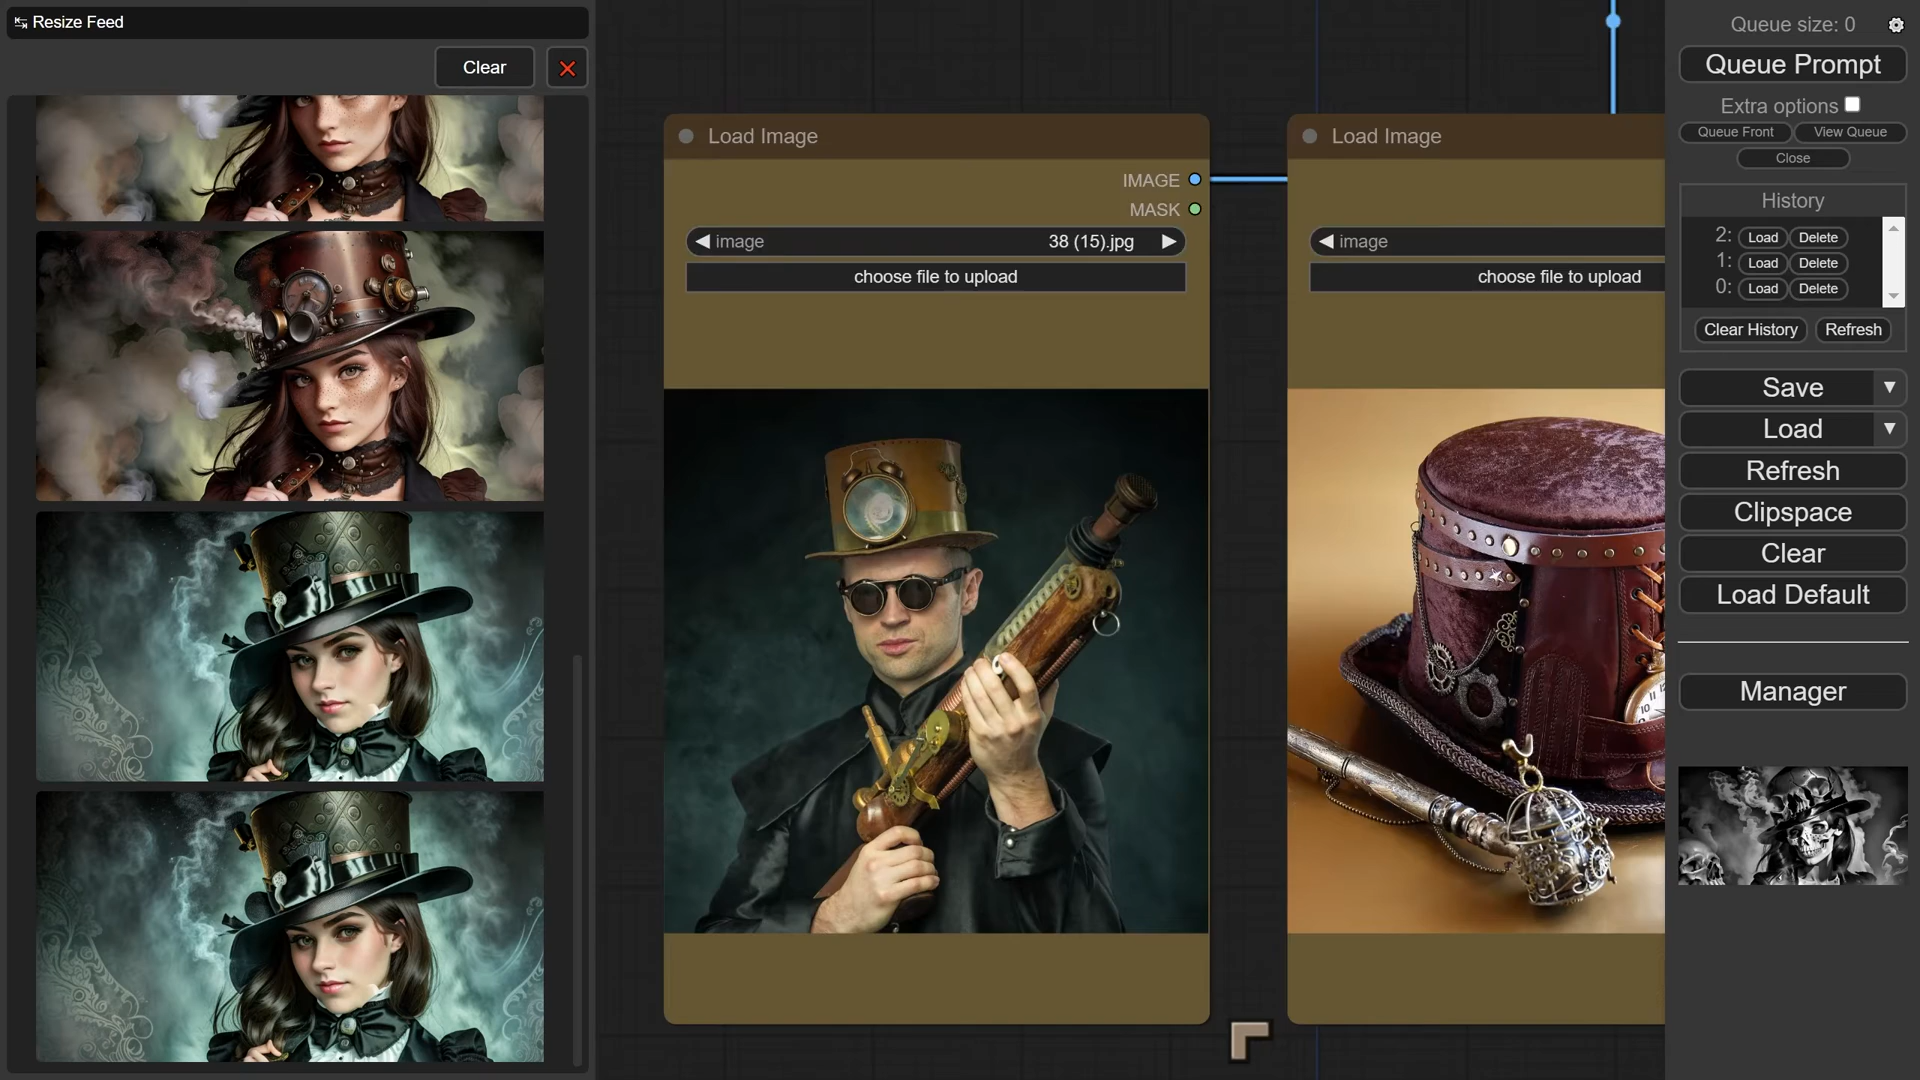 Resize Feed
Clear
Load Image
IMAGE
MASK
image 38 (15).jpg
choose file to upload
Load Image
image
choose file to upload
Queue size: 0
Queue Prompt
Extra options
Queue Front View Queue
Close
History
2: Load Delete
1: Load Delete
0: Load Delete
Clear History Refresh
Save
Load
Refresh
Clipspace
Clear
Load Default
Manager